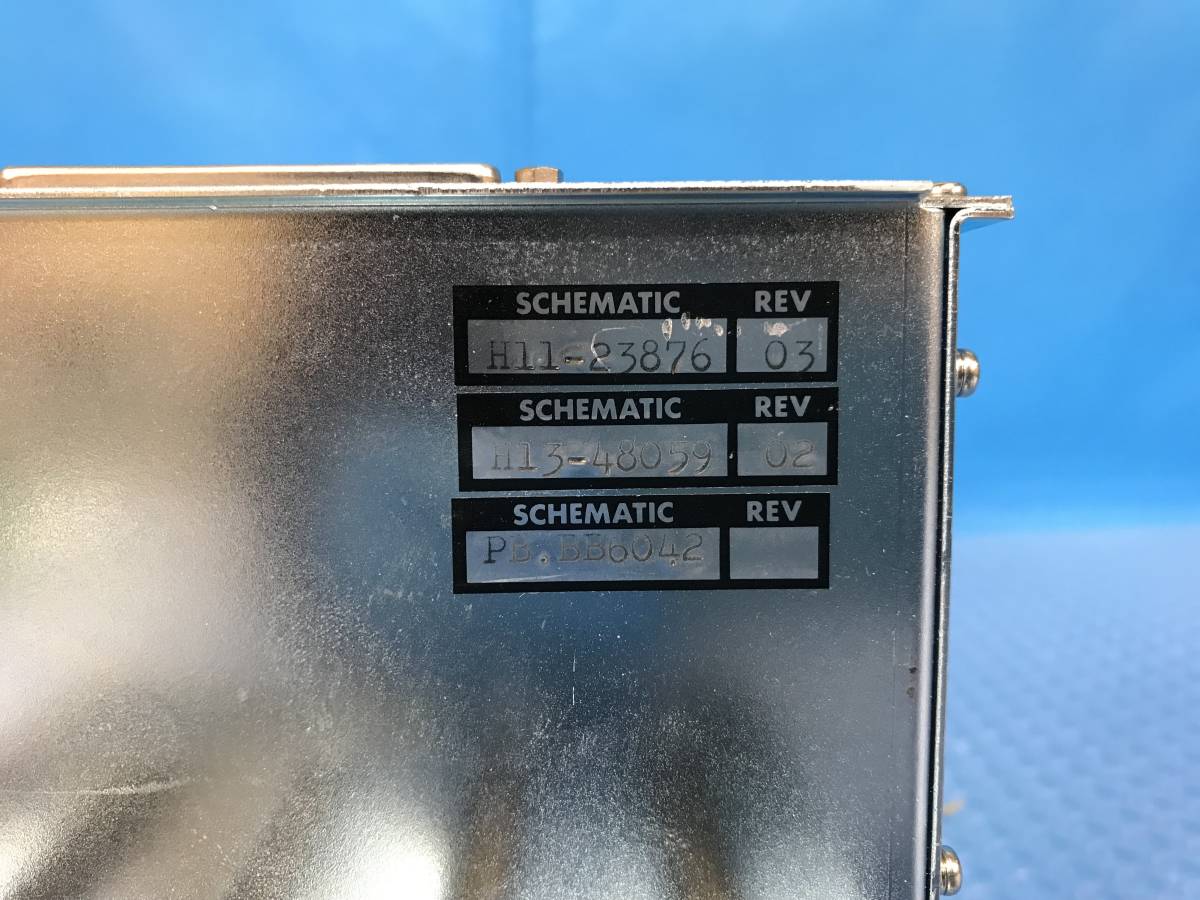 SCHEMATIC REV
H11-23876 03
SCHEMATIC REV
H13-48059 02
SCHEMATIC REV
PB.BB6042